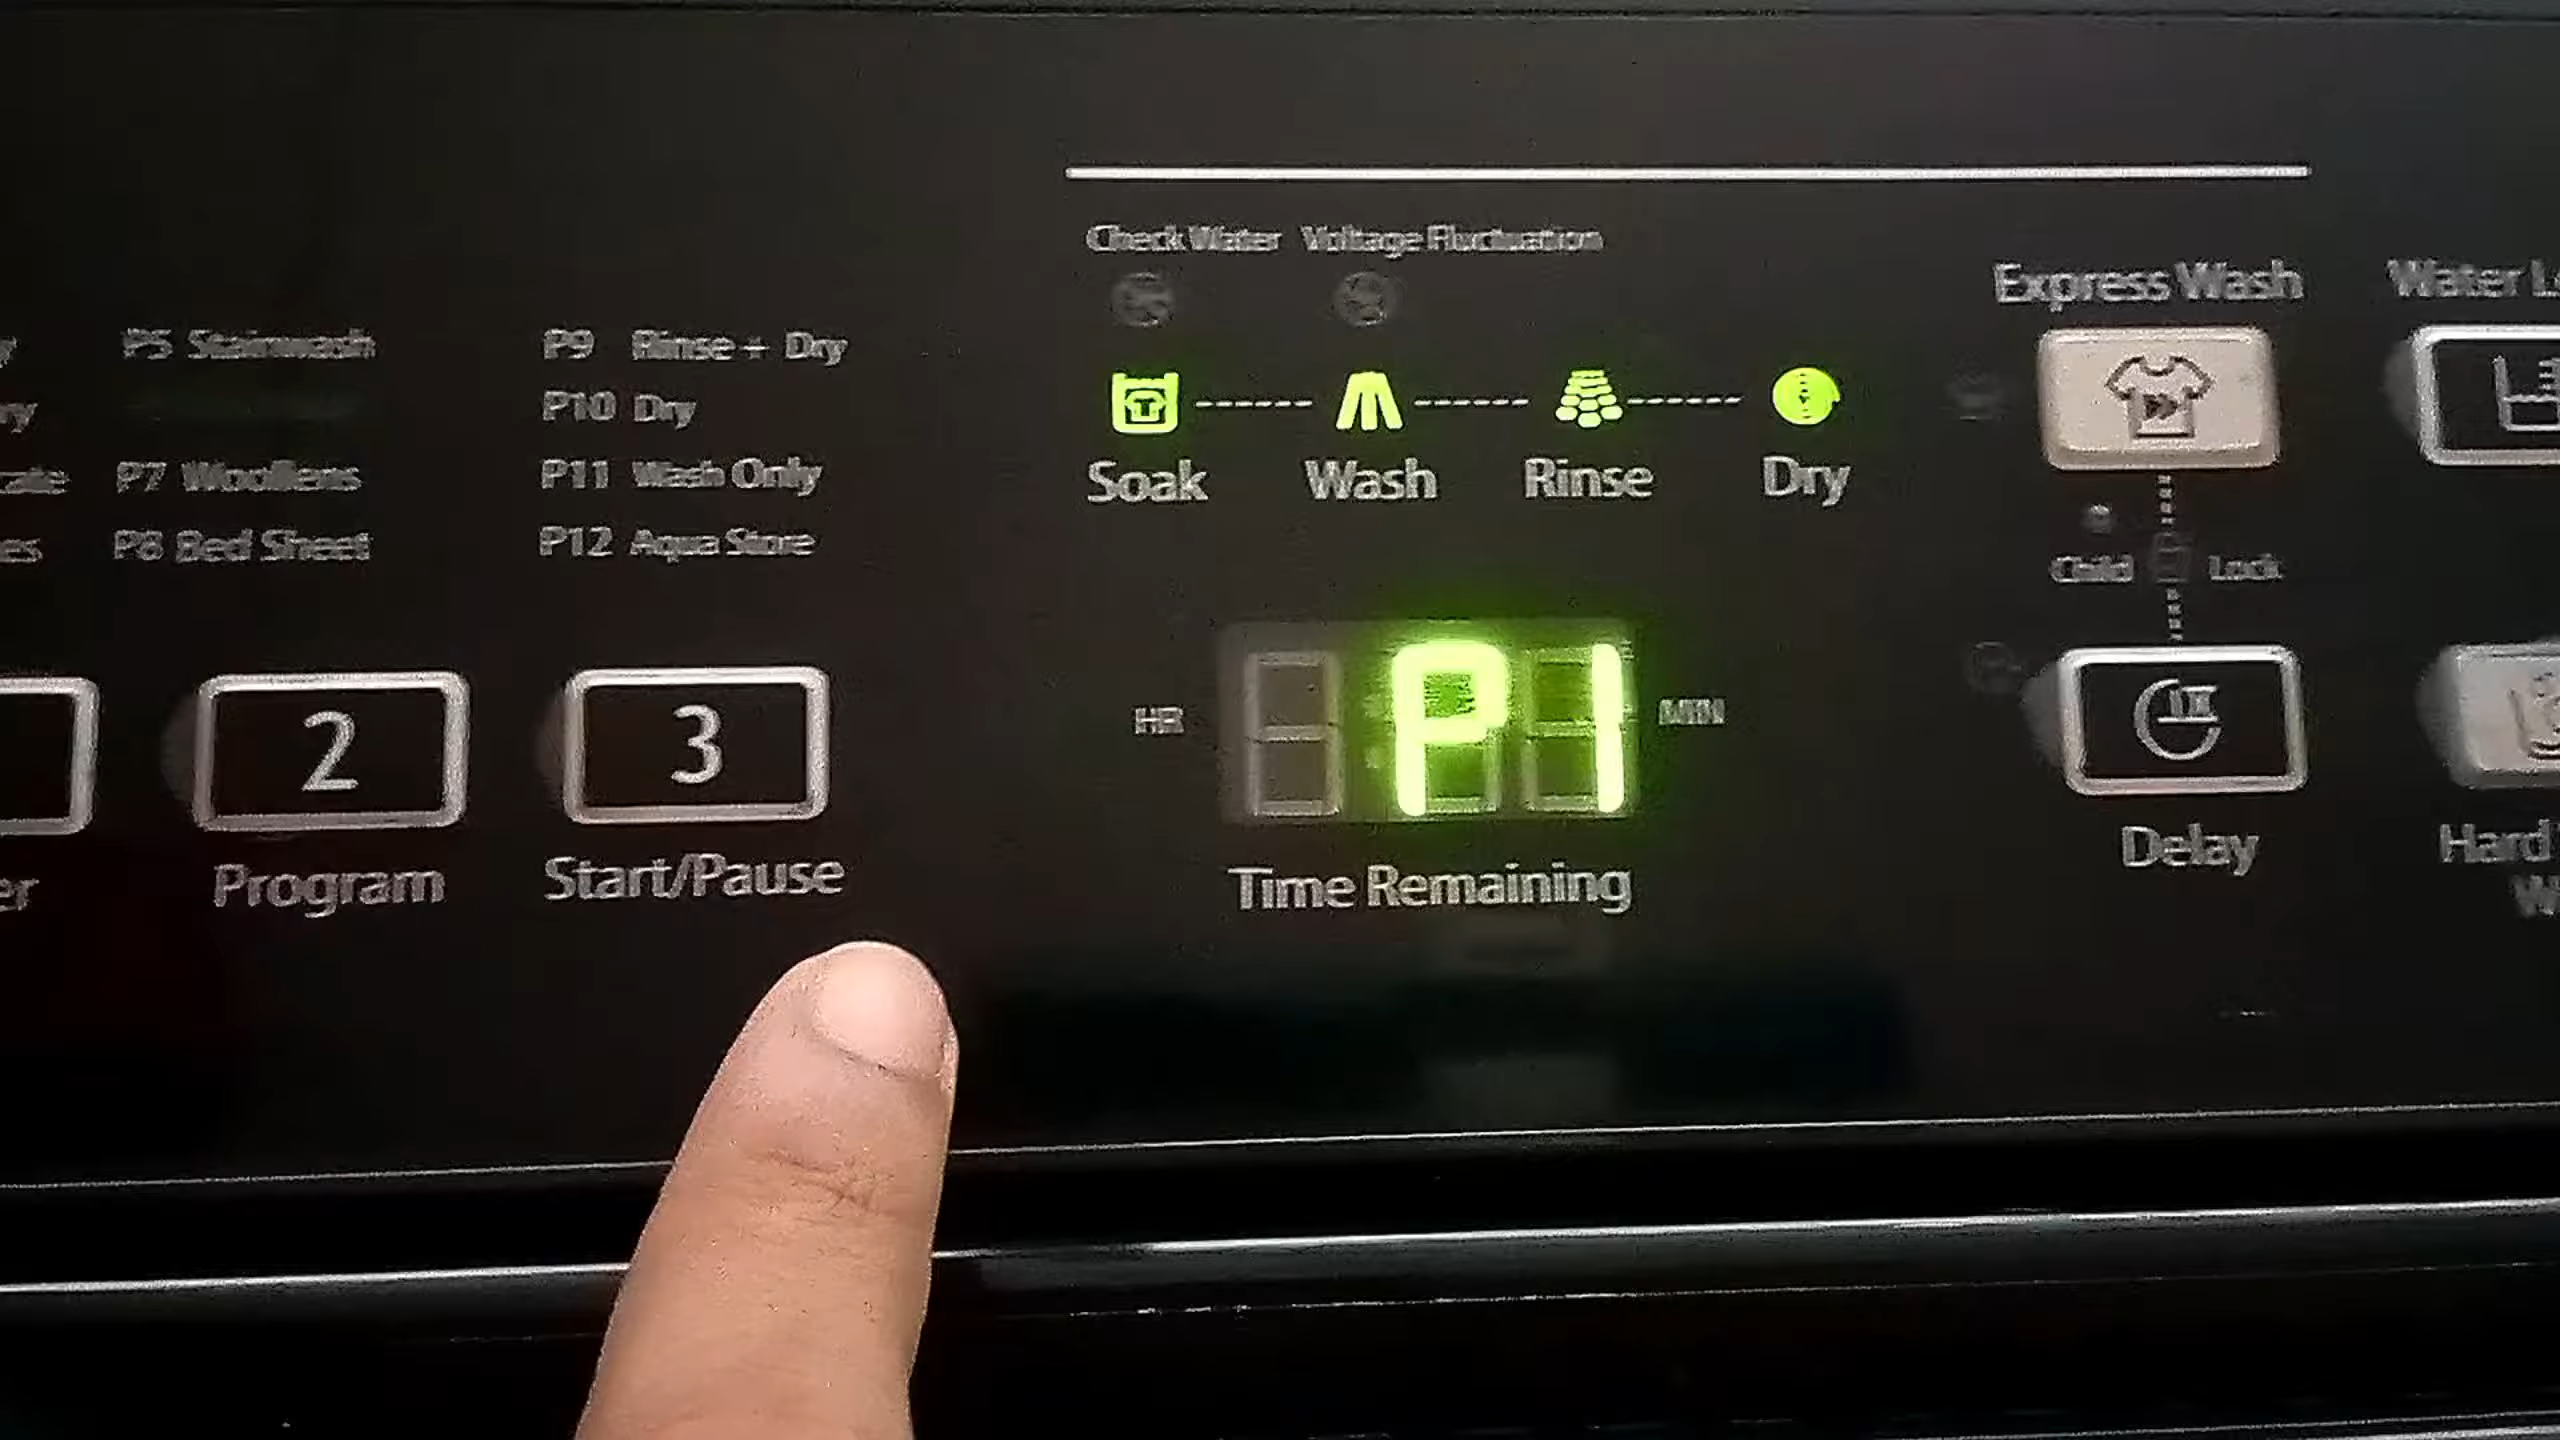 Check Water Voltage Fluctuation
Express Wash
Water
P5 Stainwash
P7 Woollens
P8 Bed Sheet
P9 Rinse + Dry
P10 Dry
P11 Wash Only
P12 Aqua Store
Soak Wash Rinse Dry
Child Lock
2
Program
3
Start/Pause
HR P1 MIN
Time Remaining
Delay
Hard